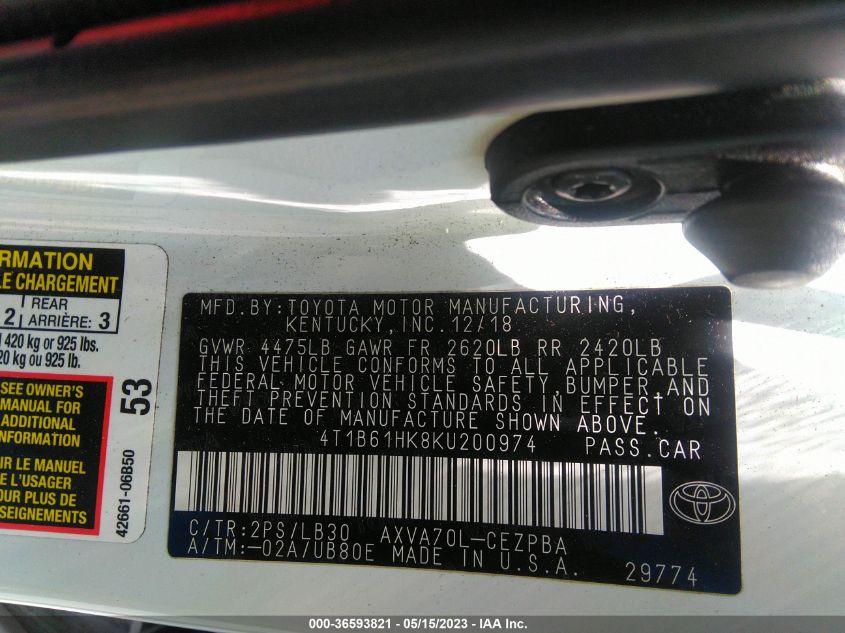 RMATION
LE CHARGEMENT
2 REAR
ARRIÈRE: 3
420 kg or 925 lbs.
20 kg ou 925 lb.
SEE OWNER'S
MANUAL FOR
ADDITIONAL
INFORMATION
IR LE MANUEL
E L'USAGER
OUR PLUS DE
SEIGNEMENTS
53
42661-06B50
MFD.BY:TOYOTA MOTOR MANUFACTURING,
KENTUCKY,INC.12/18
GVWR 4475LB GAWR FR 2620LB RR 2420LB
THIS VEHICLE CONFORMS TO ALL APPLICABLE
FEDERAL MOTOR VEHICLE SAFETY,BUMPER,AND
THEFT PREVENTION STANDARDS IN EFFECT ON
THE DATE OF MANUFACTURE SHOWN ABOVE.
4T1B61HK8KU200974 PASS.CAR
C/TR:2PS/LB30 AXVA70L-CEZPBA
A/TM:-02A/UB80E MADE IN U.S.A.
29774
000-36593821 - 05/15/2023 - IAA Inc.